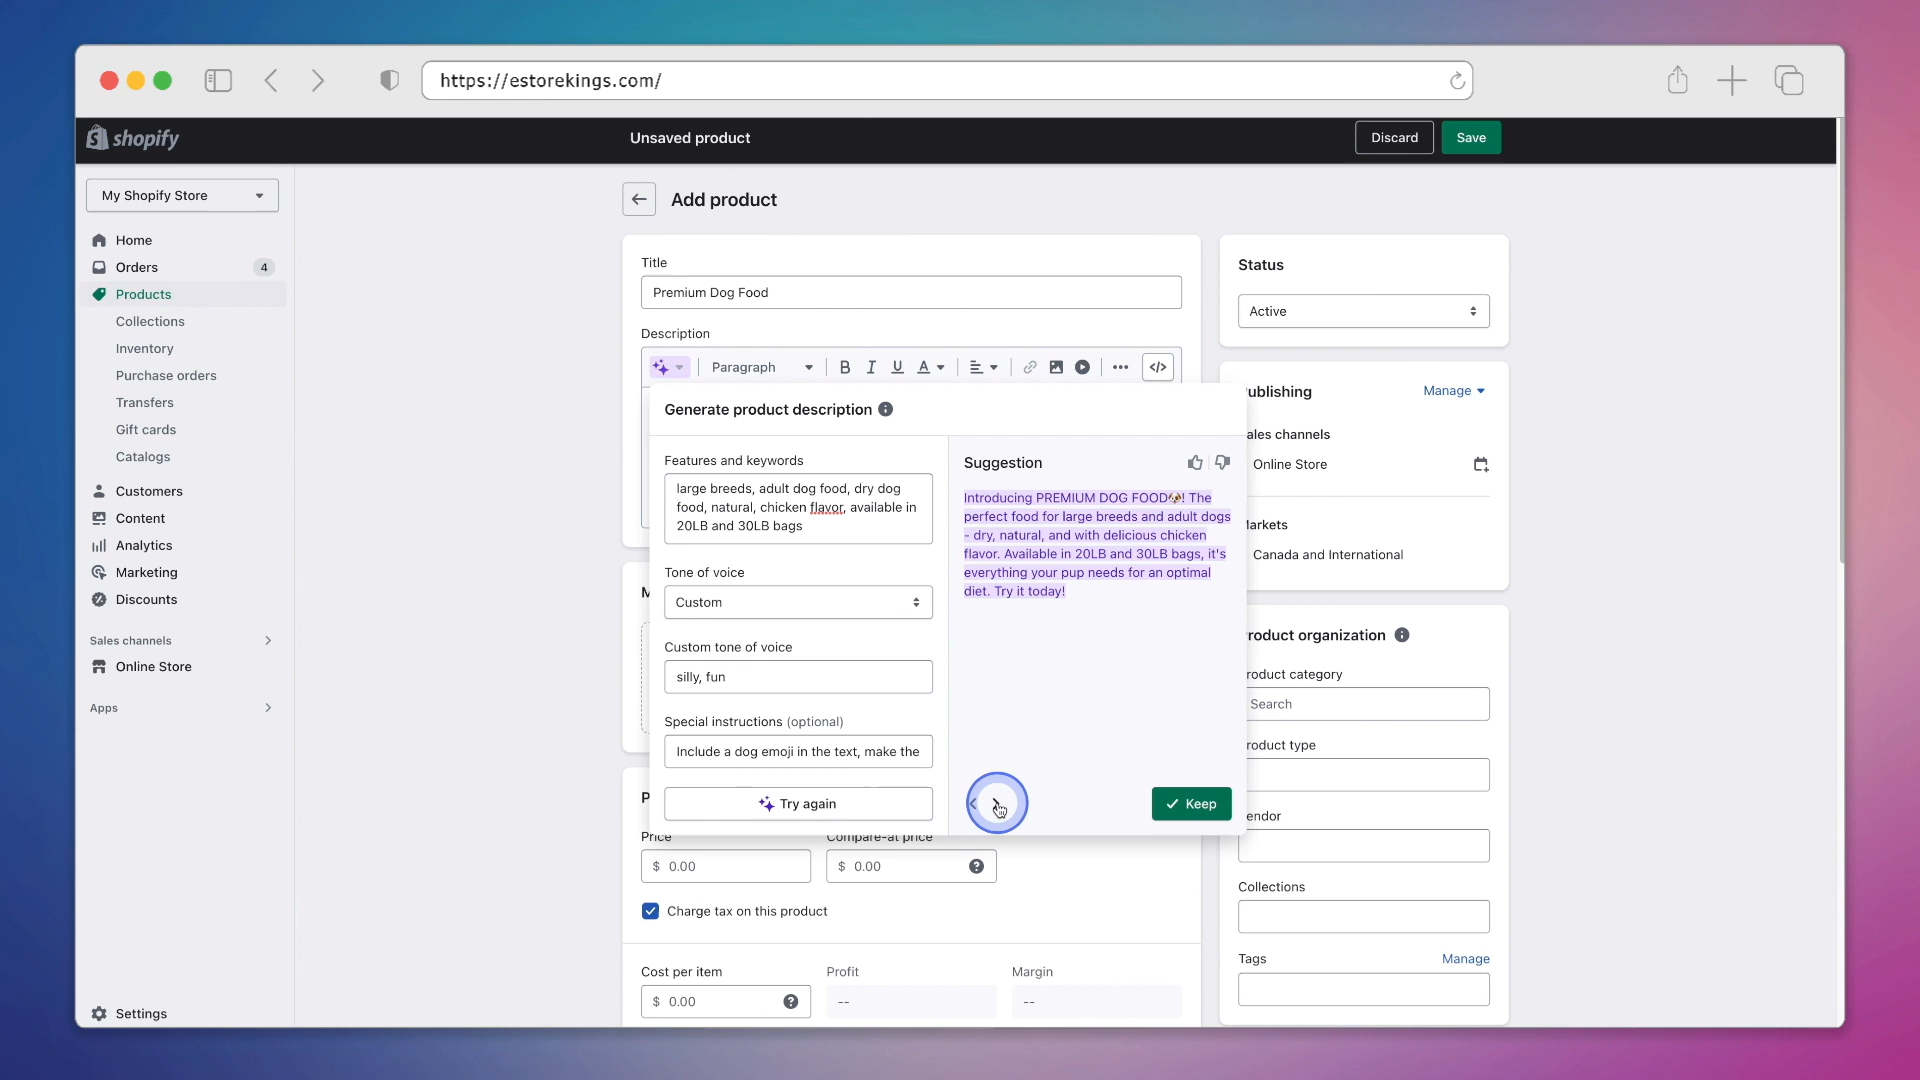 https://estorekings.com/
shopify
Unsaved product
Discard
Save
My Shopify Store
Home
Orders
4
Products
Collections
Inventory
Purchase orders
Transfers
Gift cards
Catalogs
Customers
Content
Analytics
Marketing
Discounts
Sales channels
Online Store
Apps
Settings
Add product
Title
Premium Dog Food
Description
Paragraph
B I U A
</>
Generate product description
Features and keywords
large breeds, adult dog food, dry dog
food, natural, chicken flavor, available in
20LB and 30LB bags
Tone of voice
Custom
Custom tone of voice
silly, fun
Special instructions (optional)
Include a dog emoji in the text, make the
Try again
Suggestion
Introducing PREMIUM DOG FOOD🐶! The
perfect food for large breeds and adult dogs
- dry, natural, and with delicious chicken
flavor. Available in 20LB and 30LB bags, it's
everything your pup needs for an optimal
diet. Try it today!
Keep
M
P
Price
Compare-at price
$ 0.00
$ 0.00
Charge tax on this product
Cost per item
Profit
Margin
$ 0.00
--
--
Status
Active
ublishing
Manage
ales channels
Online Store
arkets
Canada and International
roduct organization
roduct category
Search
roduct type
endor
Collections
Tags
Manage